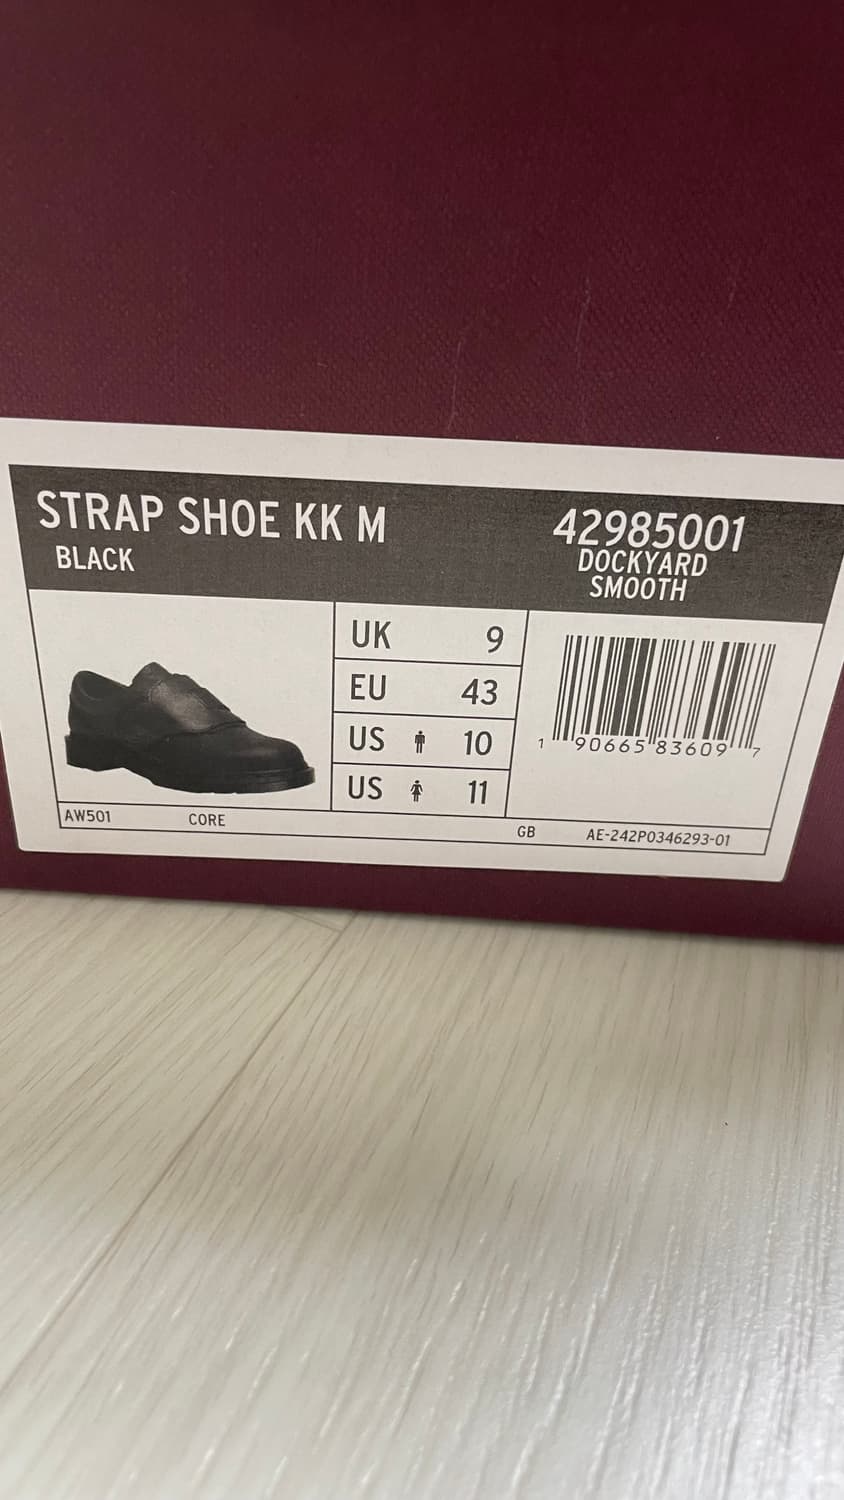 STRAP SHOE KK M
BLACK
42985001
DOCKYARD
SMOOTH
UK 9
EU 43
US 10
US 11
1 90665 83609 7
AW501 CORE GB AE-242P0346293-01